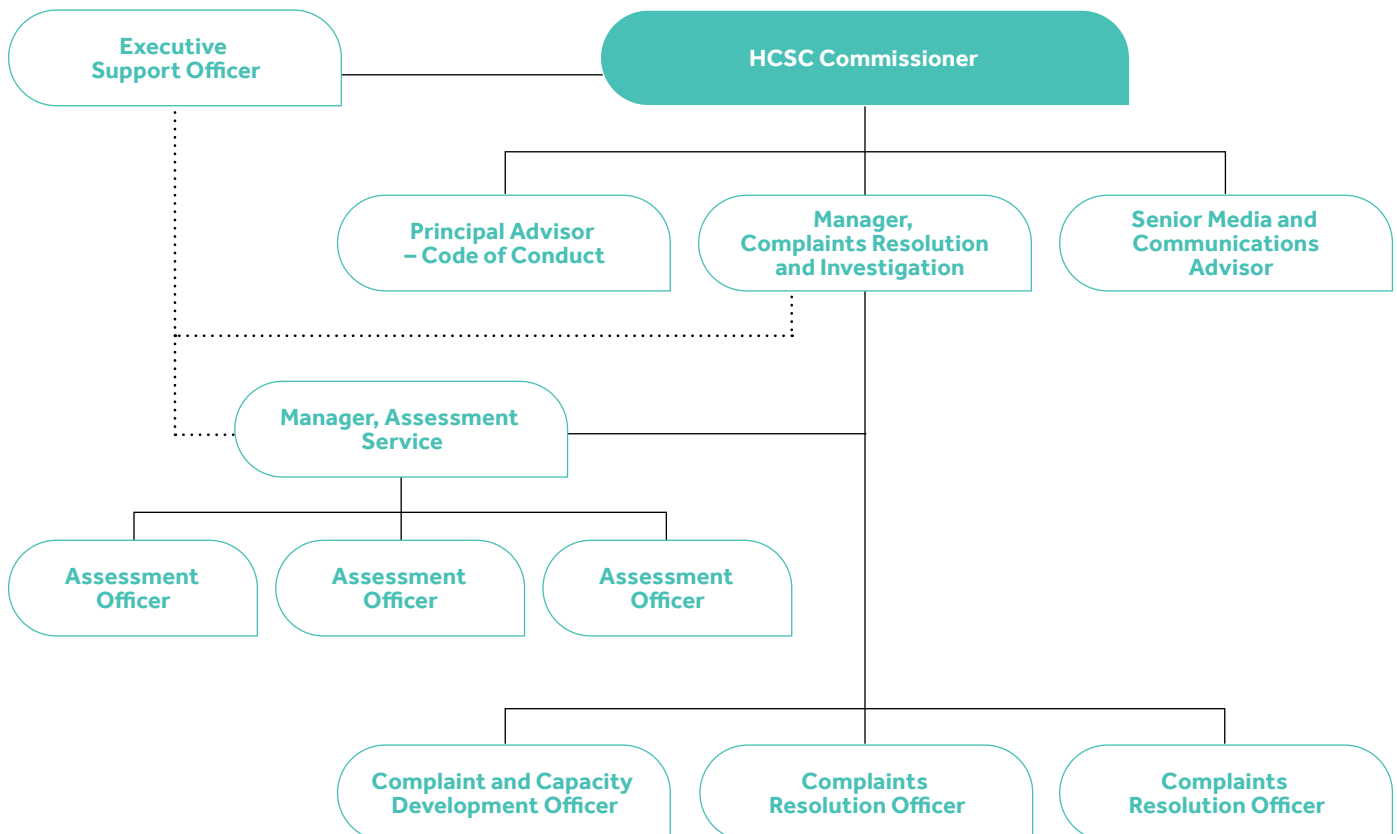 Executive
Support Officer
HCSC Commissioner
Principal Advisor
– Code of Conduct
Manager,
Complaints Resolution
and Investigation
Senior Media and
Communications
Advisor
Manager, Assessment
Service
Assessment
Officer
Assessment
Officer
Assessment
Officer
Complaint and Capacity
Development Officer
Complaints
Resolution Officer
Complaints
Resolution Officer